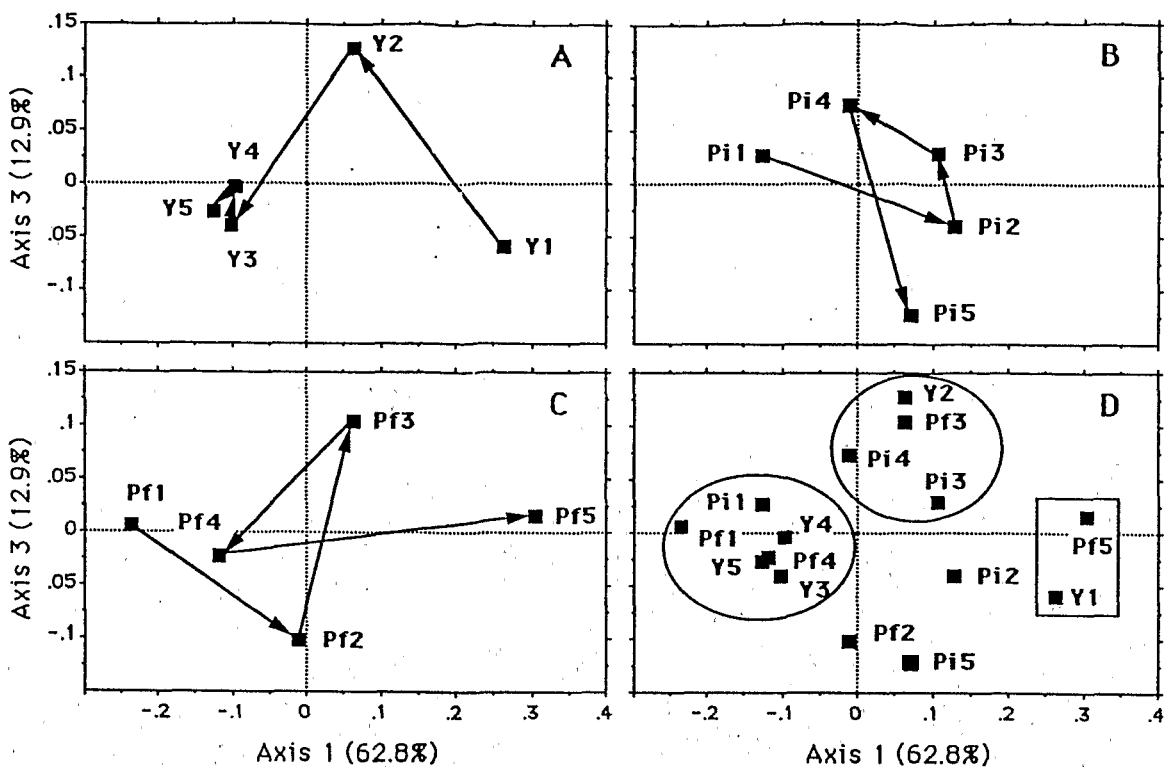 A
.15
.1
.05
0
.05
-.1
Axis 3 (12.9%)
Y2
Y4
Y5
Y3
Y1
B
Pi4
Pi1
Pi3
Pi2
Pi5
C
.15
.1
.05
0
.05
-.1
Axis 3 (12.9%)
Pf3
Pf1
Pf4
Pf5
Pf2
-.2
-.1
0
.1
.2
.3
.4
Axis 1 (62.8%)
D
Y2
Pf3
Pi4
Pi3
Pi1
Y4
Pf1
Pf5
Y5
Pf4
Y3
Pi2
Y1
Pf2
Pi5
-.2
-.1
0
.1
.2
.3
.4
Axis 1 (62.8%)